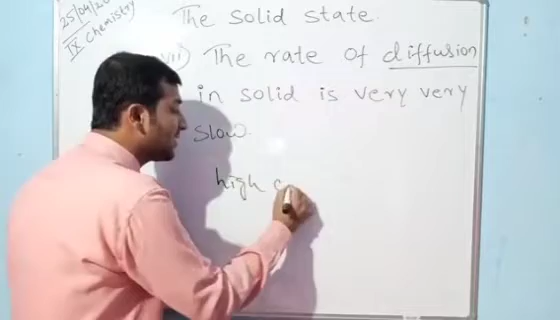 25/04/20
IX Chemistry
The solid state.
vii) The rate of diffusion
in solid is very very
slow.
high